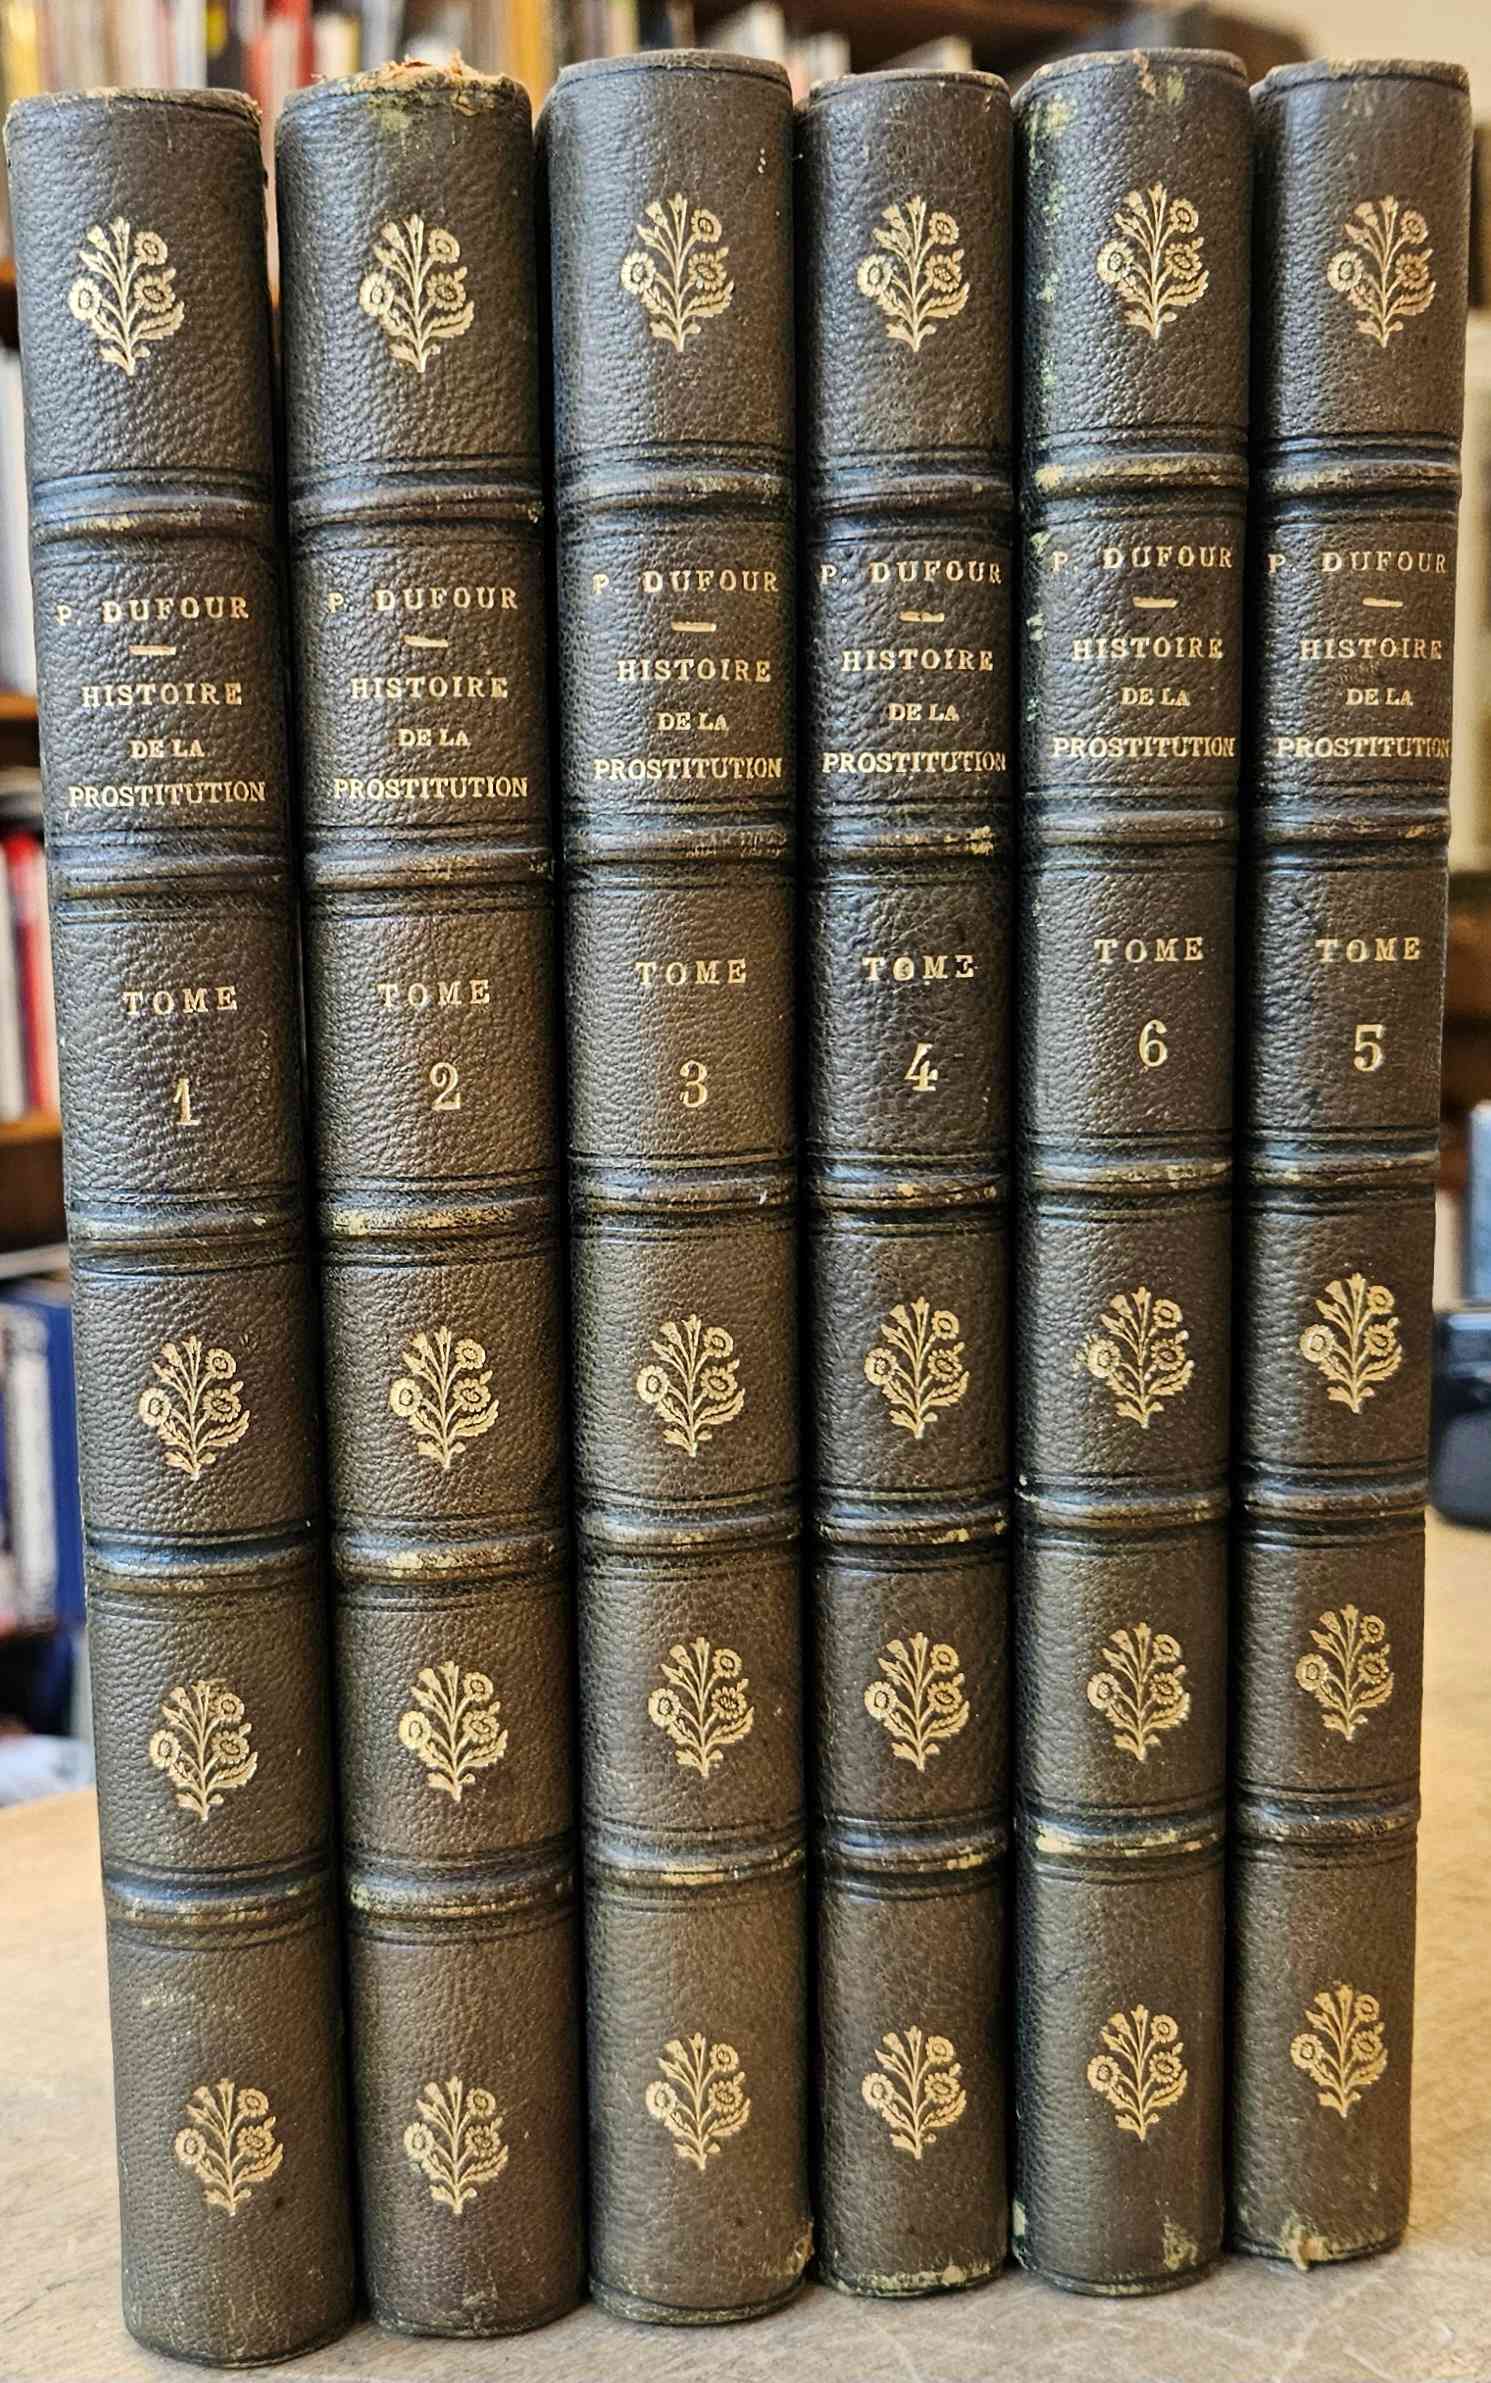 P. DUFOUR
HISTOIRE
DE LA
PROSTITUTION
TOME
1
P. DUFOUR
HISTOIRE
DE LA
PROSTITUTION
TOME
2
P. DUFOUR
HISTOIRE
DE LA
PROSTITUTION
TOME
3
P. DUFOUR
HISTOIRE
DE LA
PROSTITUTION
TOME
4
P. DUFOUR
HISTOIRE
DE LA
PROSTITUTION
TOME
6
P. DUFOUR
HISTOIRE
DE LA
PROSTITUTION
TOME
5